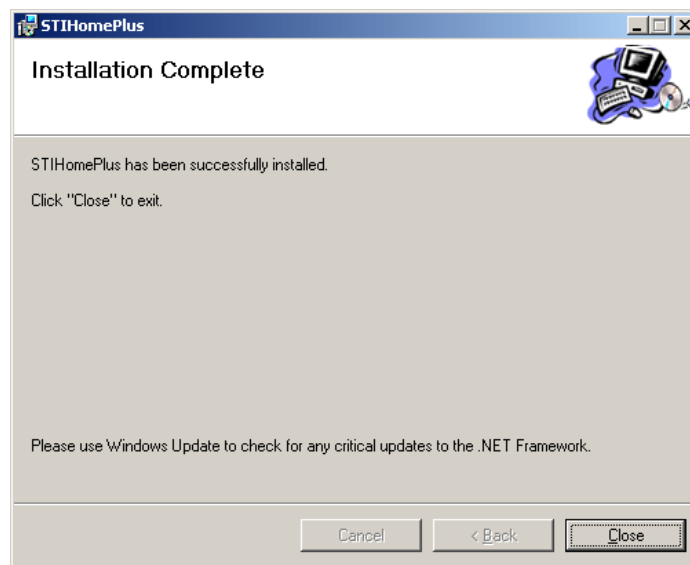 STIHomePlus
Installation Complete
STIHomePlus has been successfully installed.
Click "Close" to exit.
Please use Windows Update to check for any critical updates to the .NET Framework.
Cancel
< Back
Close